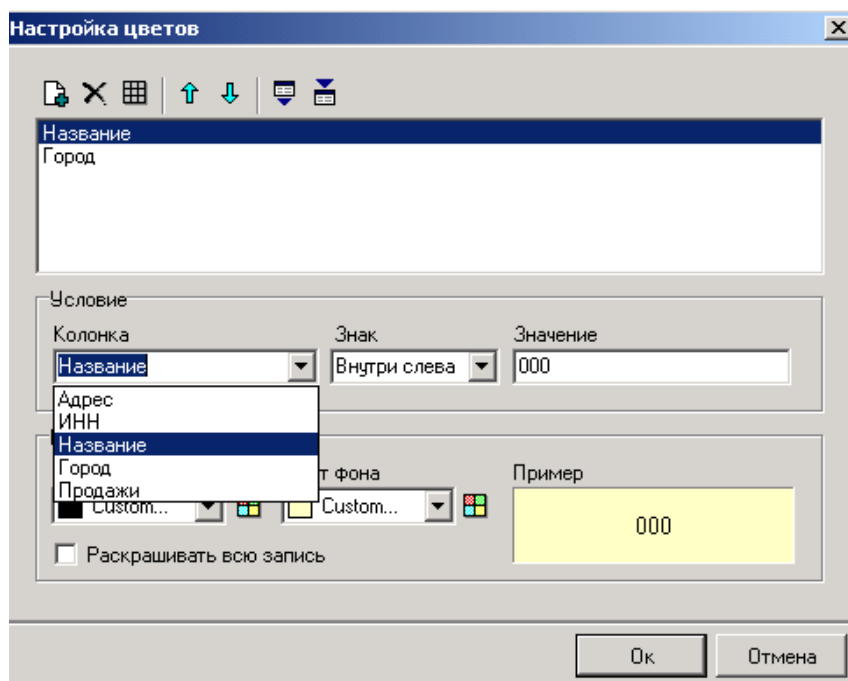 Настройка цветов
Название
Город
Условие
Колонка Знак Значение
Название Внутри слева 000
Адрес
ИНН
Название
Город
Продажи
т фона Пример
Custom... Custom... 000
Раскрашивать всю запись
Ок Отмена